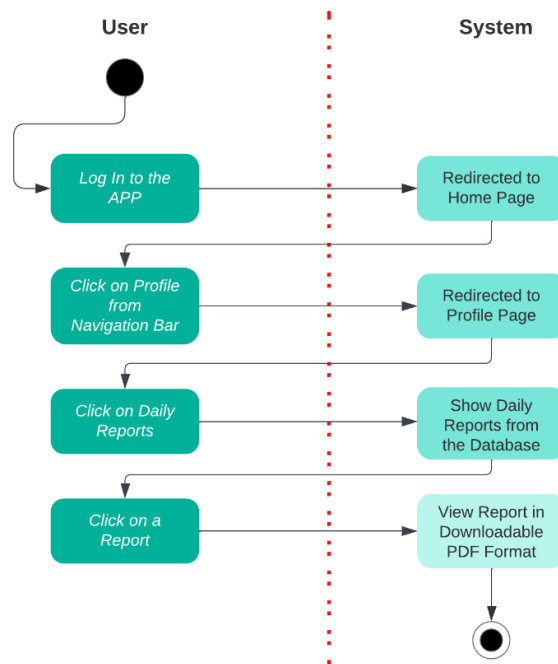 User
System
Log In to the
APP
Redirected to
Home Page
Click on Profile
from
Navigation Bar
Redirected to
Profile Page
Click on Daily
Reports
Show Daily
Reports from
the Database
Click on a
Report
View Report in
Downloadable
PDF Format